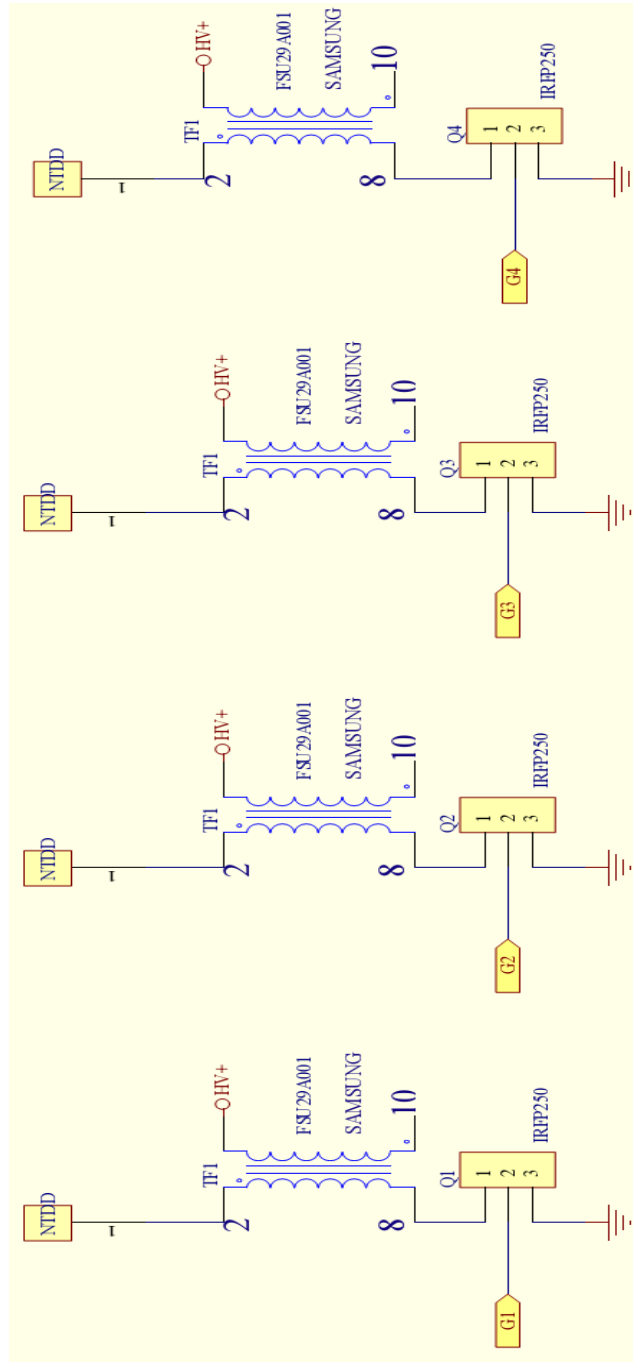 HV+
FSU29A001
SAMSUNG
10
IRFP250
TF1
Q4
1
2
3
NTDD
1
2
8
G4
HV+
FSU29A001
SAMSUNG
10
IRFP250
TF1
Q3
1
2
3
NTDD
1
2
8
G3
HV+
FSU29A001
SAMSUNG
10
IRFP250
TF1
Q2
1
2
3
NTDD
1
2
8
G2
HV+
FSU29A001
SAMSUNG
10
IRFP250
TF1
Q1
1
2
3
NTDD
1
2
8
G1